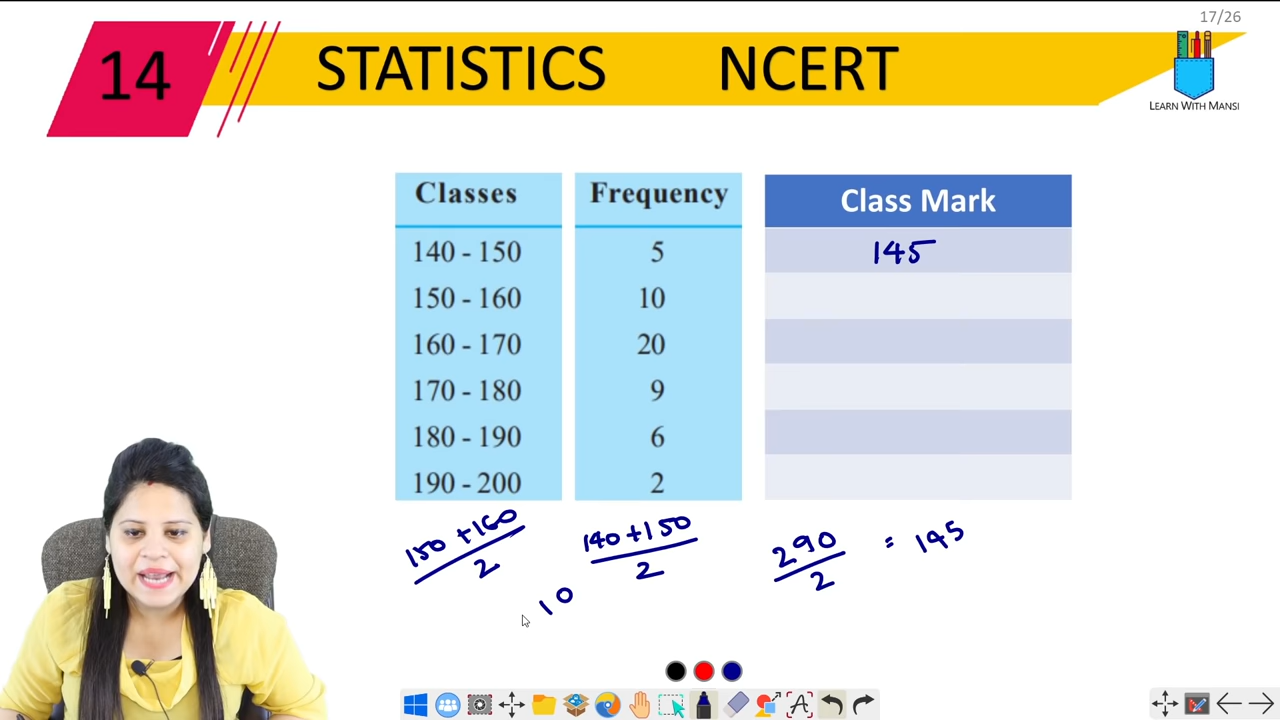 17/26
14 STATISTICS NCERT
LEARN WITH MANSI
Classes Frequency Class Mark
140 - 150 5 145
150 - 160 10
160 - 170 20
170 - 180 9
180 - 190 6
190 - 200 2
150 + 160 / 2
140 + 150 / 2
290 / 2 = 145
10